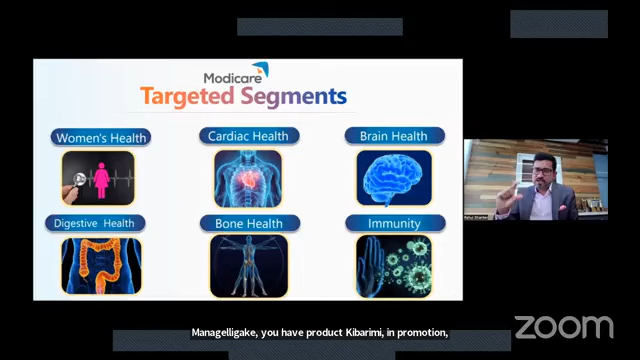 Modicare
Targeted Segments
Women's Health
Cardiac Health
Brain Health
Digestive Health
Bone Health
Immunity
Managelligake, you have product Kibarimi, in promotion,
zoom